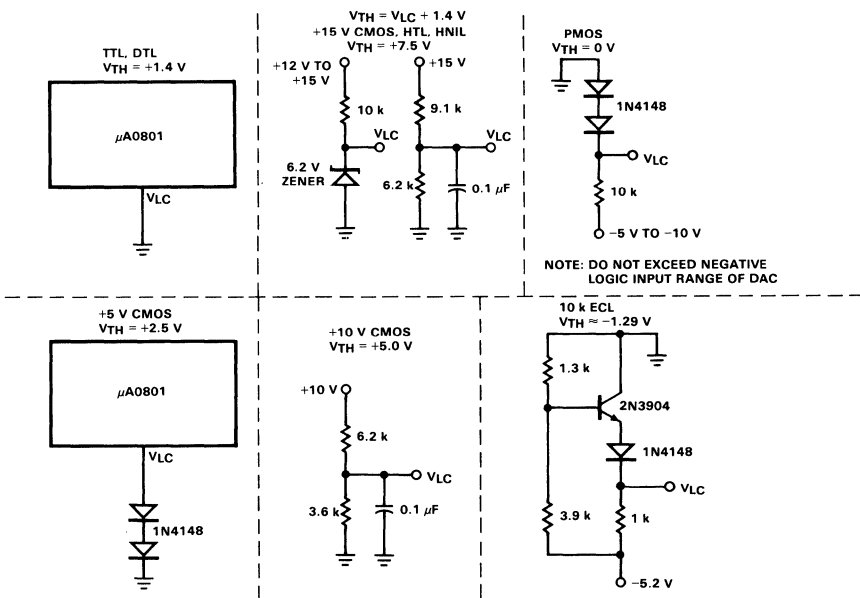 TTL, DTL
VTH = +1.4 V
μA0801
VLC
VTH = VLC + 1.4 V
+15 V CMOS, HTL, HNIL
VTH = +7.5 V
+12 V TO
+15 V
+15 V
10 k
9.1 k
VLC
VLC
6.2 V
ZENER
6.2 k
0.1 μF
PMOS
VTH = 0 V
1N4148
VLC
10 k
−5 V TO −10 V
NOTE: DO NOT EXCEED NEGATIVE
LOGIC INPUT RANGE OF DAC
+5 V CMOS
VTH = +2.5 V
μA0801
VLC
1N4148
+10 V CMOS
VTH = +5.0 V
+10 V
6.2 k
VLC
3.6 k
0.1 μF
10 k ECL
VTH ≈ −1.29 V
1.3 k
2N3904
1N4148
VLC
3.9 k
1 k
−5.2 V